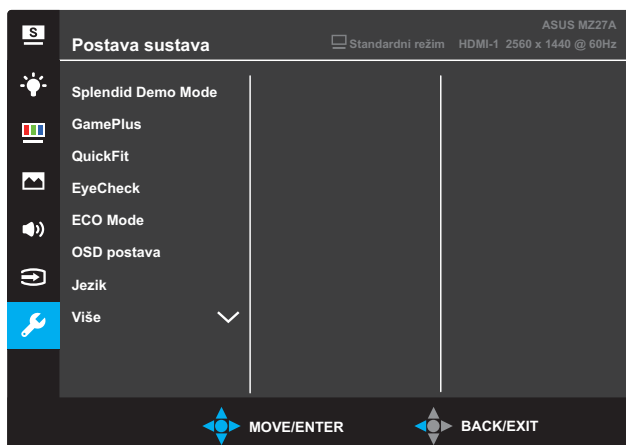 S
ASUS MZ27A
Postava sustava
Standardni režim HDMI-1 2560 x 1440 @ 60Hz
Splendid Demo Mode
GamePlus
QuickFit
EyeCheck
ECO Mode
OSD postava
Jezik
Više
MOVE/ENTER
BACK/EXIT